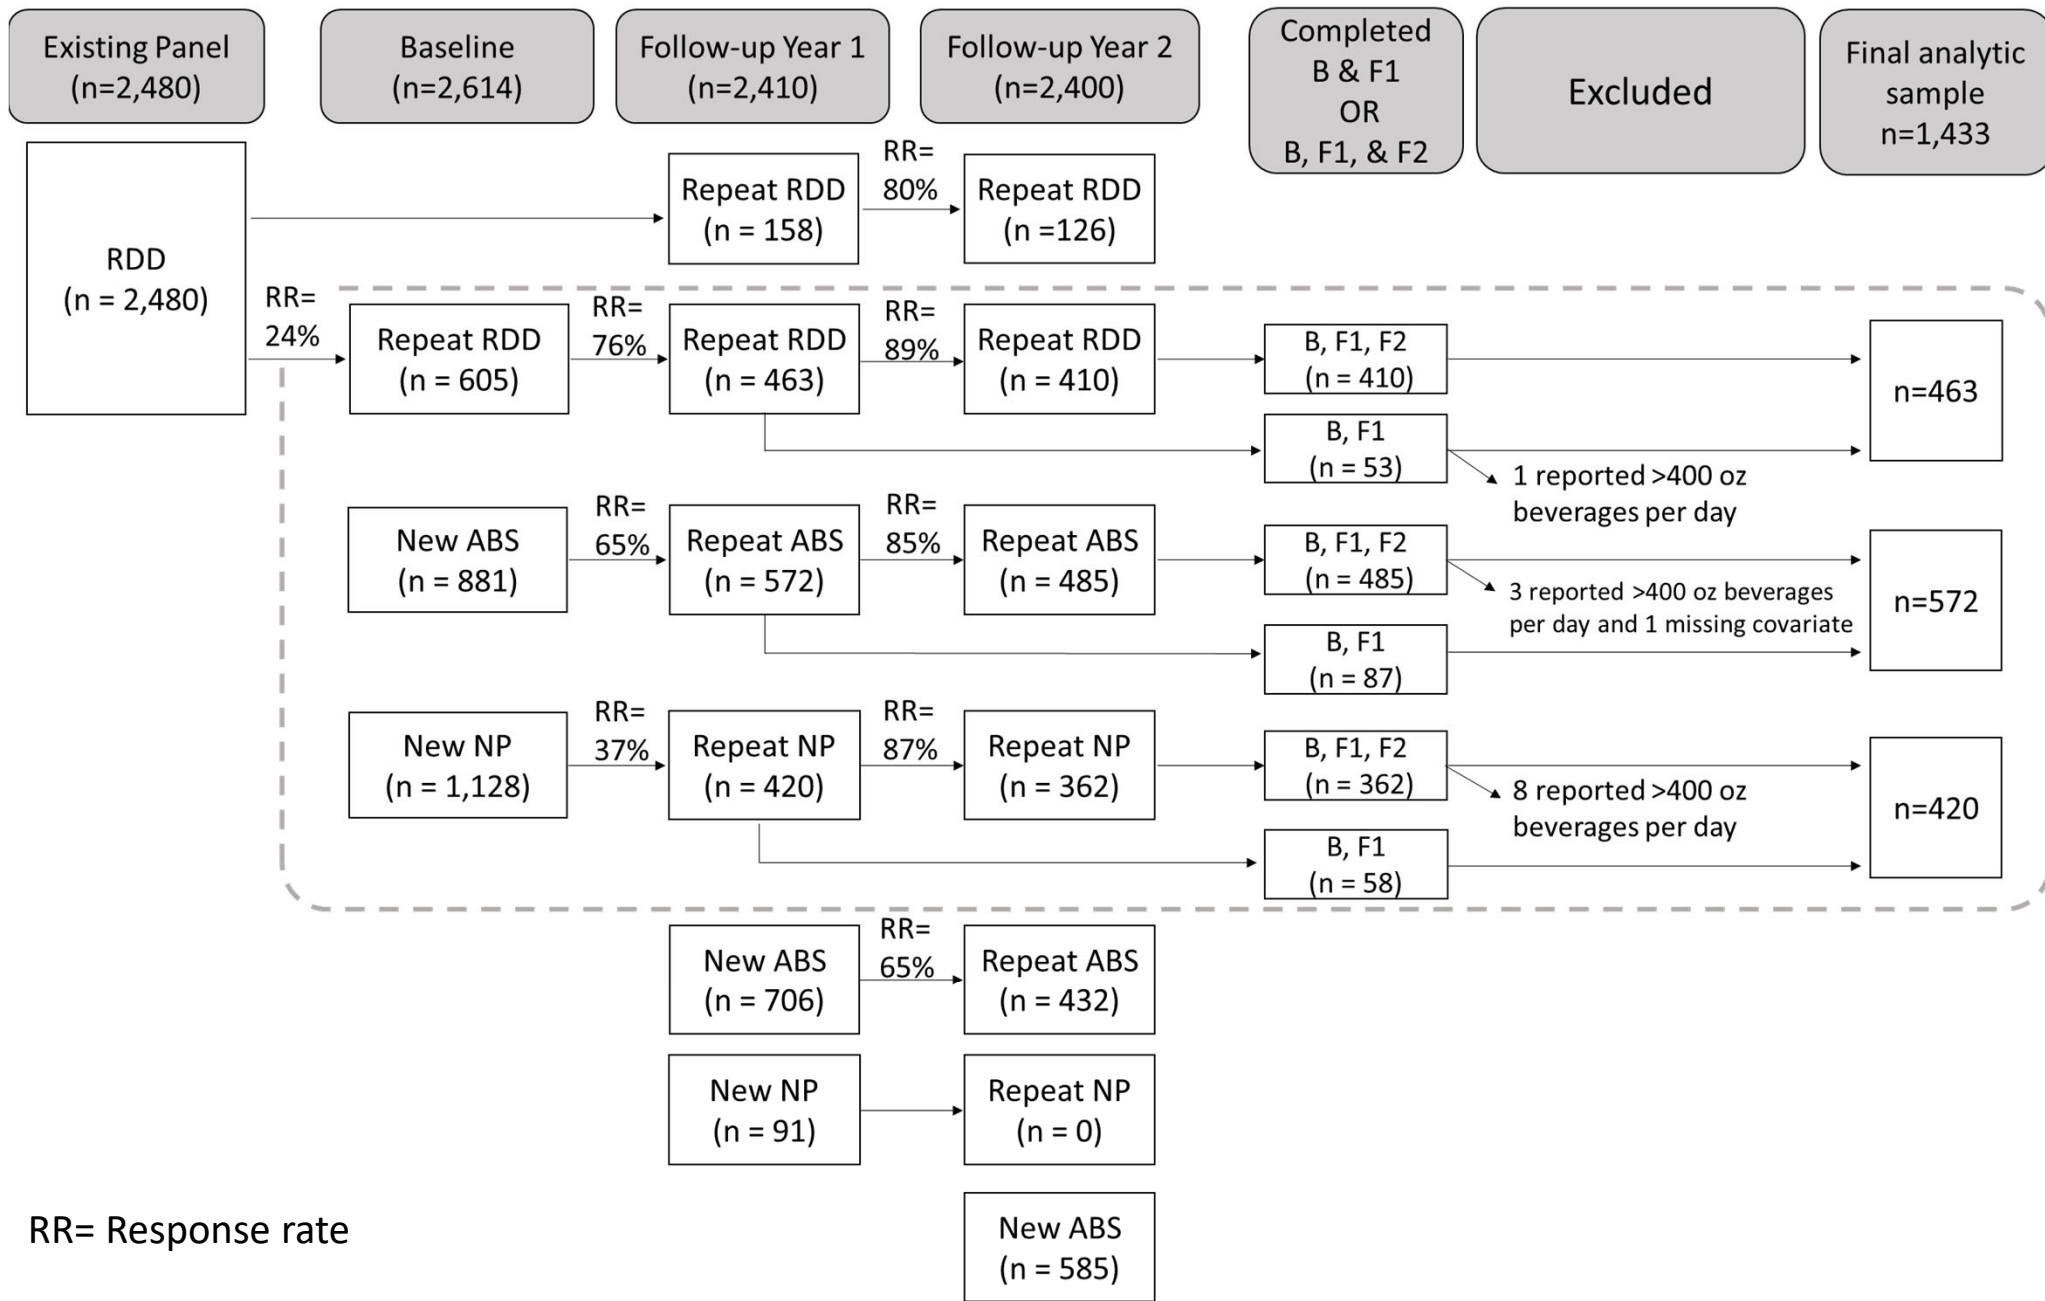 Existing Panel
(n=2,480)
Baseline
(n=2,614)
Follow-up Year 1
(n=2,410)
Follow-up Year 2
(n=2,400)
Completed
B & F1
OR
B, F1, & F2
Excluded
Final analytic
sample
n=1,433
RDD
(n = 2,480)
Repeat RDD
(n = 158)
RR=
80%
Repeat RDD
(n =126)
RR=
24%
Repeat RDD
(n = 605)
RR=
76%
Repeat RDD
(n = 463)
RR=
89%
Repeat RDD
(n = 410)
B, F1, F2
(n = 410)
B, F1
(n = 53)
1 reported >400 oz
beverages per day
n=463
New ABS
(n = 881)
RR=
65%
Repeat ABS
(n = 572)
RR=
85%
Repeat ABS
(n = 485)
B, F1, F2
(n = 485)
3 reported >400 oz beverages
per day and 1 missing covariate
B, F1
(n = 87)
n=572
New NP
(n = 1,128)
RR=
37%
Repeat NP
(n = 420)
RR=
87%
Repeat NP
(n = 362)
B, F1, F2
(n = 362)
8 reported >400 oz
beverages per day
B, F1
(n = 58)
n=420
New ABS
(n = 706)
RR=
65%
Repeat ABS
(n = 432)
New NP
(n = 91)
Repeat NP
(n = 0)
New ABS
(n = 585)
RR= Response rate